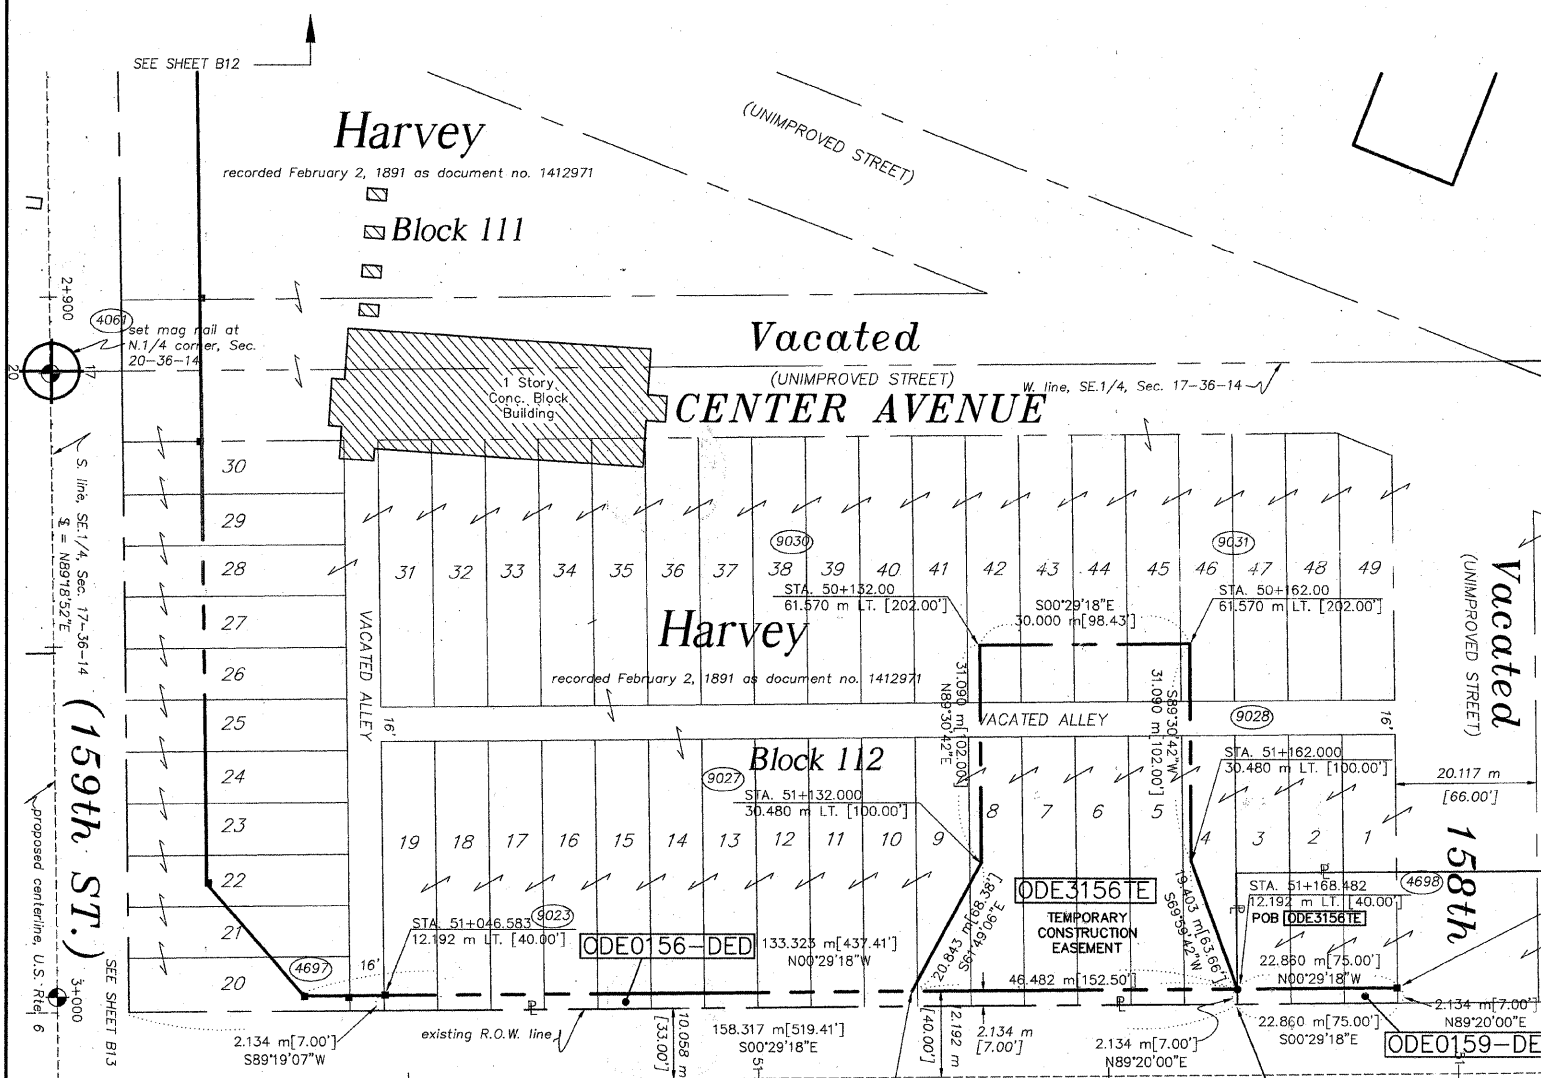 SEE SHEET B12
Harvey
recorded February 2, 1891 as document no. 1412971
Block 111
(UNIMPROVED STREET)
2+900
4061
set mag nail at
N.1/4 corner, Sec.
20-36-14
20
17
1 Story
Conc. Block
Building
Vacated
(UNIMPROVED STREET)
CENTER AVENUE
W. line, SE.1/4, Sec. 17-36-14
S. line, SE.1/4, Sec. 17-36-14
= N89°18'52"E
30
29
28
27
26
25
24
23
22
21
20
VACATED ALLEY
16'
31 32 33 34 35 36 37 38 39 40 41 42 43 44 45 46 47 48 49
9030
9031
STA. 50+132.00
61.570 m LT. [202.00']
S00°29'18"E
30.000 m[98.43']
STA. 50+162.00
61.570 m LT. [202.00']
Harvey
recorded February 2, 1891 as document no. 1412971
31.090 m[102.00']
N89°30'42"E
S89°30'42"W
31.090 m[102.00']
VACATED ALLEY
9028
16'
Vacated
(UNIMPROVED STREET)
158th
Block 112
9027
STA. 51+132.000
30.480 m LT. [100.00']
STA. 51+162.000
30.480 m LT. [100.00']
20.117 m
[66.00']
19 18 17 16 15 14 13 12 11 10 9 8 7 6 5 4 3 2 1
(159th ST.)
proposed centerline, U.S. Rte. 6
3+000
SEE SHEET B13
4697
16'
STA. 51+046.583
12.192 m LT. [40.00']
9023
ODE0156-DED
133.323 m[437.41']
N00°29'18"W
20.843 m[68.38']
S61°49'06"E
ODE3156TE
TEMPORARY
CONSTRUCTION
EASEMENT
46.482 m[152.50']
19.403 m[63.66']
S69°59'42"W
STA. 51+168.482
12.192 m LT. [40.00']
POB ODE3156TE
4698
22.860 m[75.00']
N00°29'18"W
2.134 m[7.00']
S89°19'07"W
existing R.O.W. line
10.058 m
[33.00']
158.317 m[519.41']
S00°29'18"E
51
12.192 m
[40.00']
2.134 m
[7.00']
2.134 m[7.00']
N89°20'00"E
22.860 m[75.00']
S00°29'18"E
2.134 m[7.00']
N89°20'00"E
ODE0159-DE
51